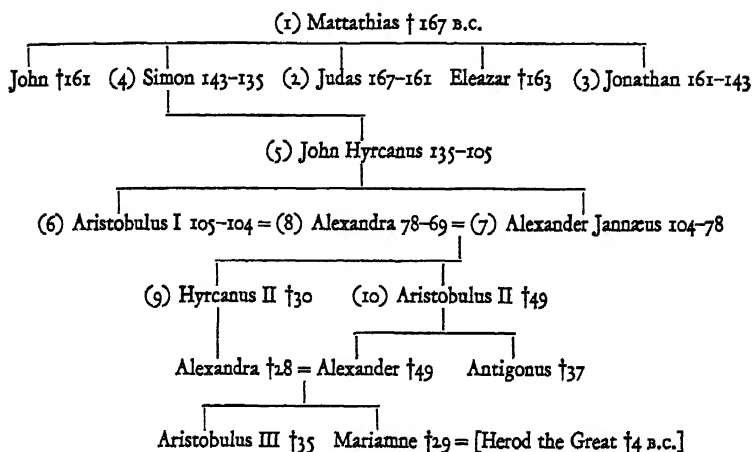 (1) Mattathias † 167 B.C.
John †161 (4) Simon 143–135 (2) Judas 167–161 Eleazar †163 (3) Jonathan 161–143
(5) John Hyrcanus 135–105
(6) Aristobulus I 105–104 = (8) Alexandra 78–69 = (7) Alexander Jannæus 104–78
(9) Hyrcanus II †30 (10) Aristobulus II †49
Alexandra †28 = Alexander †49 Antigonus †37
Aristobulus III †35 Mariamne †29 = [Herod the Great †4 B.C.]